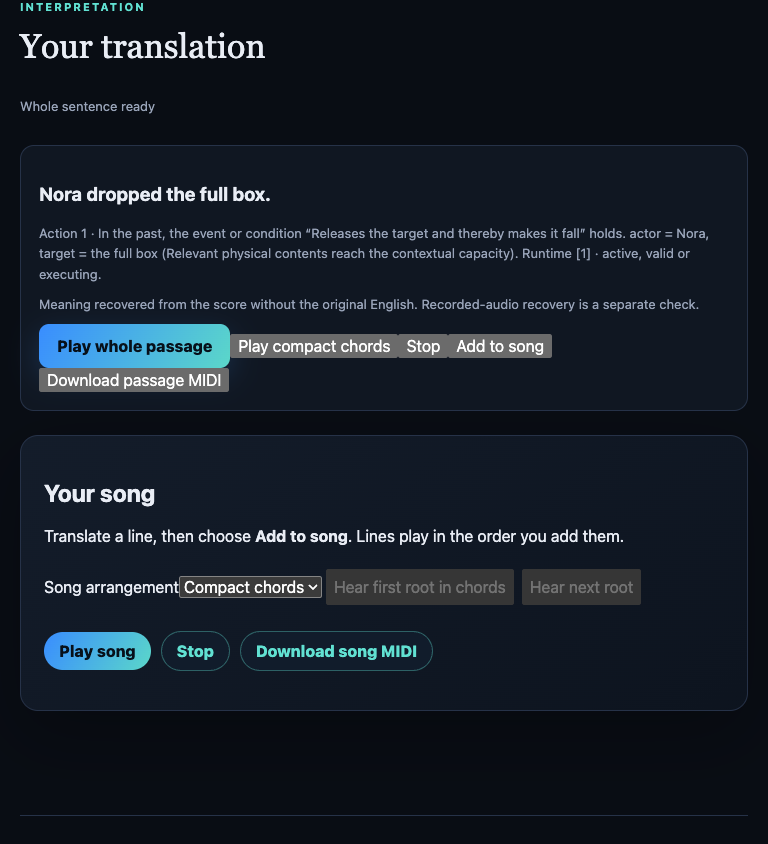 INTERPRETATION
Your translation
Whole sentence ready
Nora dropped the full box.
Action 1 · In the past, the event or condition “Releases the target and thereby makes it fall” holds. actor = Nora,
target = the full box (Relevant physical contents reach the contextual capacity). Runtime [1] · active, valid or
executing.
Meaning recovered from the score without the original English. Recorded-audio recovery is a separate check.
Play whole passage Play compact chords Stop Add to song
Download passage MIDI
Your song
Translate a line, then choose Add to song. Lines play in the order you add them.
Song arrangement Compact chords Hear first root in chords Hear next root
Play song Stop Download song MIDI